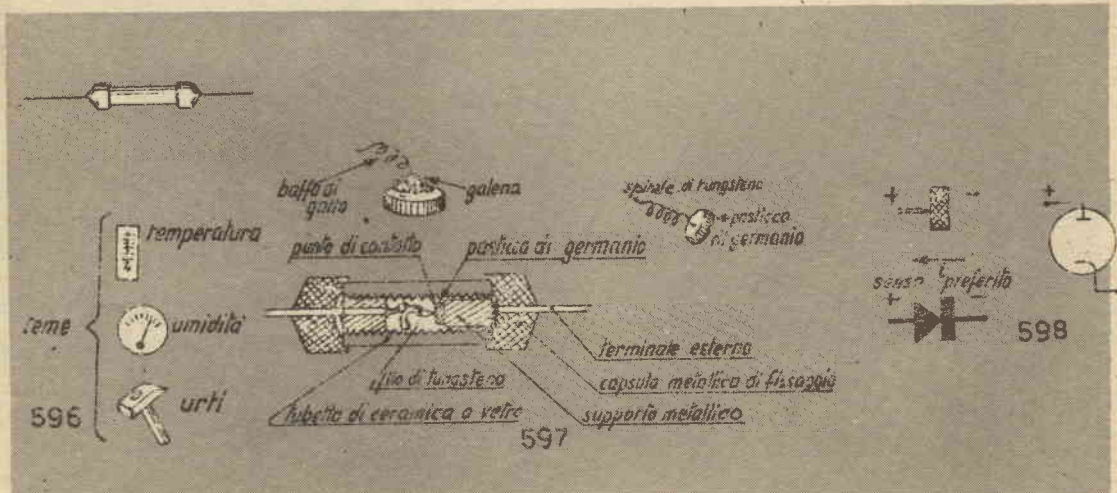 teme
temperatura
umidità
urti
596
baffo di
gatto
galena
punto di contatto
pasticca di germanio
filo di tungsteno
tubetto di ceramica o vetro
terminale esterno
capsula metallica di fissaggio
supporto metallico
597
spirale di tungsteno
pasticca
di germanio
+ -
+
senso preferito
+ -
598